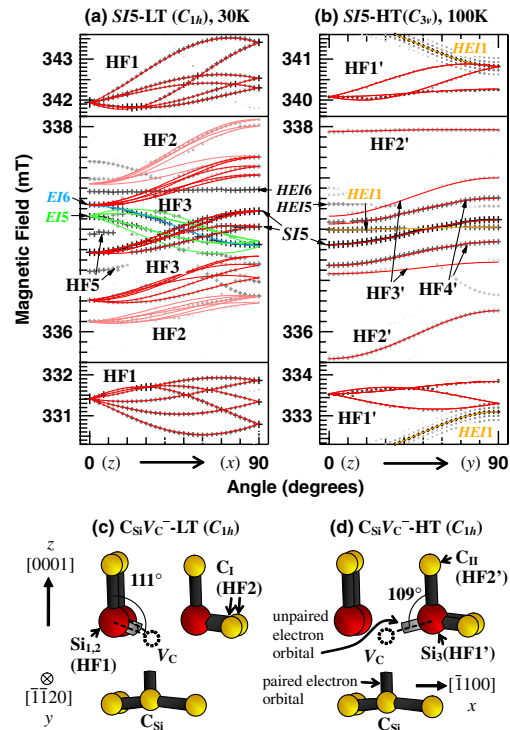 (a) SI5-LT (C1h), 30K
(b) SI5-HT(C3v), 100K
343
342
HF1
341
340
HEI1
HF1'
338
336
HF2
EI6
EI5
HF3
HF5
HF3
HF2
HEI6
HEI5
SI5
338
336
HF2'
HEI1
HF3'
HF4'
HF2'
332
331
HF1
334
333
HF1'
HEI1
Magnetic Field (mT)
0 (z)
(x) 90
0 (z)
(y) 90
Angle (degrees)
(c) CSiVC−-LT (C1h)
(d) CSiVC−-HT (C1h)
z
[0001]
111°
CI
(HF2)
Si1,2
(HF1)
VC
⊗
[1̄1̄20]
y
CSi
unpaired
electron
orbital
109°
CII
(HF2')
VC
Si3(HF1')
paired electron
orbital
CSi
[1̄100]
x